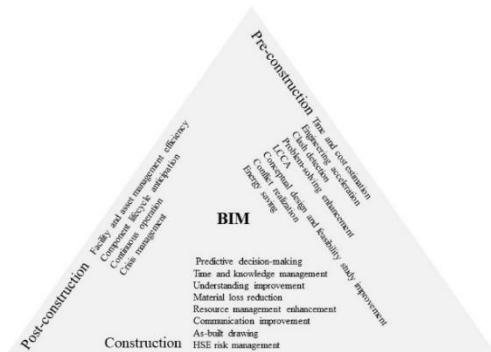 Pre-construction
Time and cost estimation
Engineering acceleration
Clash detection
Problem-solving enhancement
LCCA
Conceptual design and feasibility study improvement
Conflict realization
Energy saving
Post-construction
Facility and asset management efficiency
Component lifecycle anticipation
Continuous operation
Crisis management
BIM
Construction
Predictive decision-making
Time and knowledge management
Understanding improvement
Material loss reduction
Resource management enhancement
Communication improvement
As-built drawing
HSE risk management